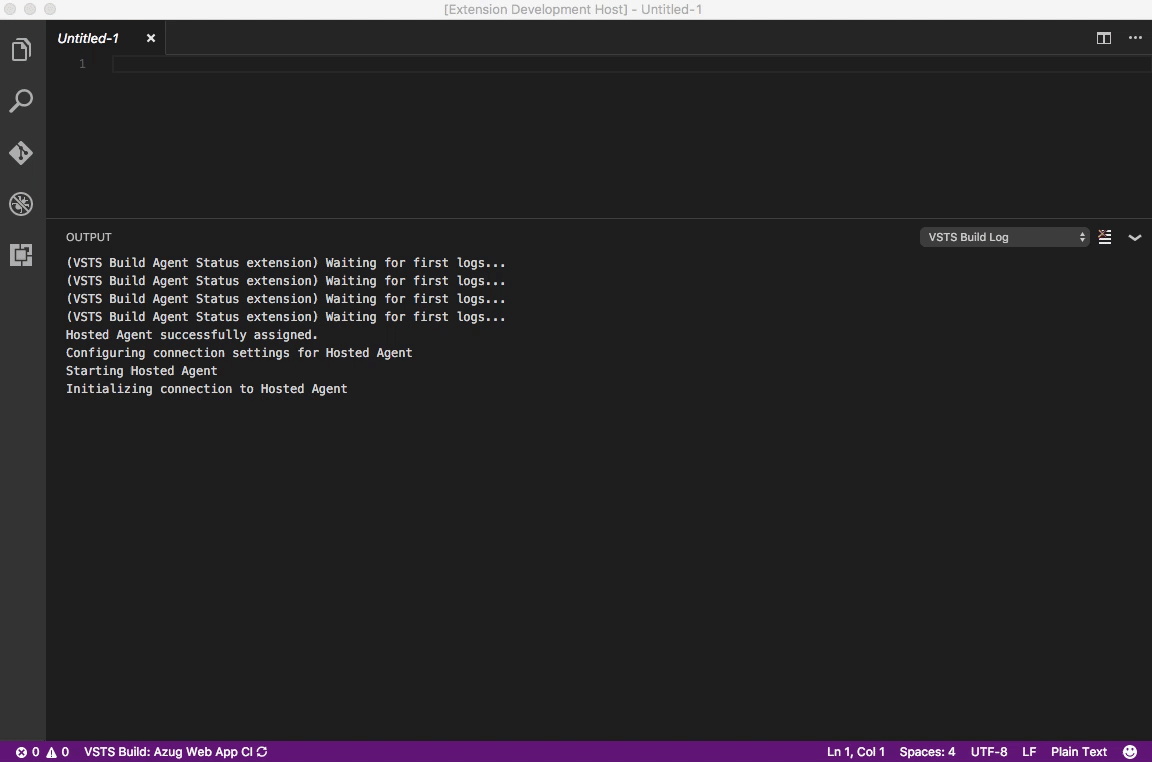 [Extension Development Host] - Untitled-1
Untitled-1
1
OUTPUT
VSTS Build Log
(VSTS Build Agent Status extension) Waiting for first logs...
(VSTS Build Agent Status extension) Waiting for first logs...
(VSTS Build Agent Status extension) Waiting for first logs...
(VSTS Build Agent Status extension) Waiting for first logs...
Hosted Agent successfully assigned.
Configuring connection settings for Hosted Agent
Starting Hosted Agent
Initializing connection to Hosted Agent
0 0 VSTS Build: Azug Web App CI Ln 1, Col 1 Spaces: 4 UTF-8 LF Plain Text